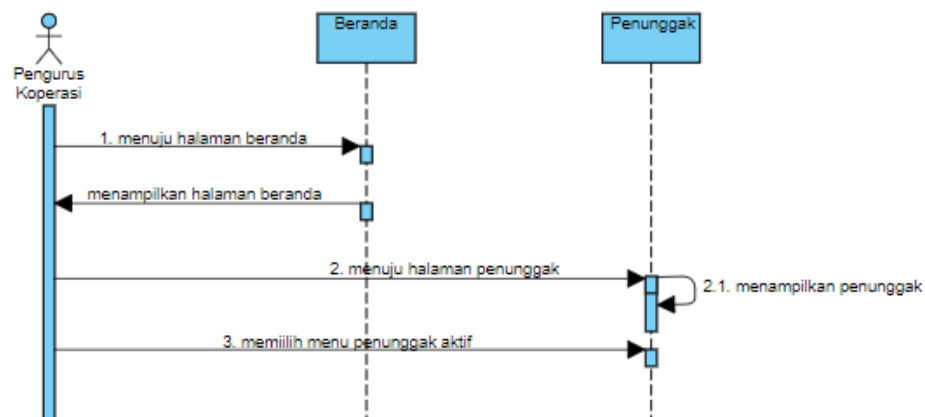 Beranda
Penunggak
Pengurus
Koperasi
1. menuju halaman beranda
menampilkan halaman beranda
2. menuju halaman penunggak
2.1. menampilkan penunggak
3. memiilih menu penunggak aktif